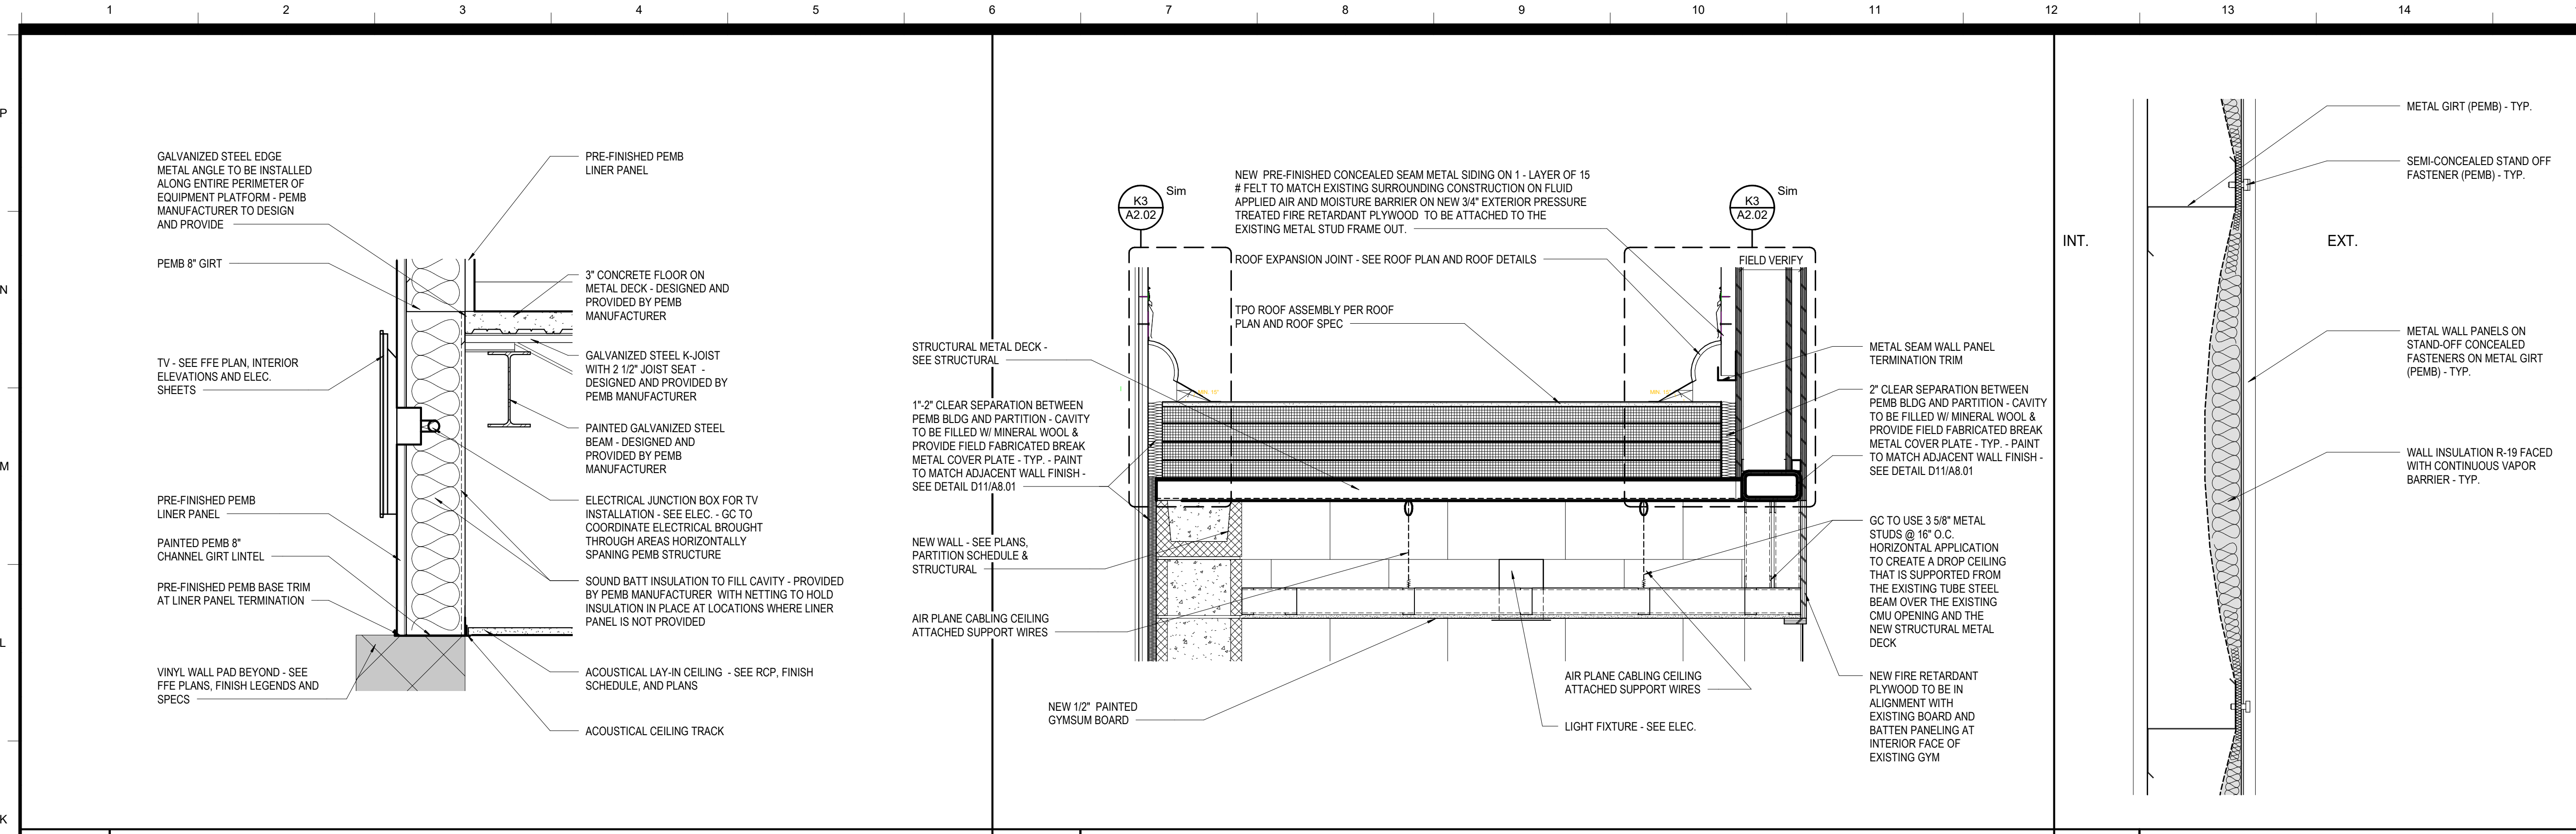 1 2 3 4 5 6 7 8 9 10 11 12 13 14
P
N
M
L
K
GALVANIZED STEEL EDGE
METAL ANGLE TO BE INSTALLED
ALONG ENTIRE PERIMETER OF
EQUIPMENT PLATFORM - PEMB
MANUFACTURER TO DESIGN
AND PROVIDE
PEMB 8" GIRT
TV - SEE FFE PLAN, INTERIOR
ELEVATIONS AND ELEC.
SHEETS
PRE-FINISHED PEMB
LINER PANEL
PAINTED PEMB 8"
CHANNEL GIRT LINTEL
PRE-FINISHED PEMB BASE TRIM
AT LINER PANEL TERMINATION
VINYL WALL PAD BEYOND - SEE
FFE PLANS, FINISH LEGENDS AND
SPECS
PRE-FINISHED PEMB
LINER PANEL
3" CONCRETE FLOOR ON
METAL DECK - DESIGNED AND
PROVIDED BY PEMB
MANUFACTURER
GALVANIZED STEEL K-JOIST
WITH 2 1/2" JOIST SEAT -
DESIGNED AND PROVIDED BY
PEMB MANUFACTURER
PAINTED GALVANIZED STEEL
BEAM - DESIGNED AND
PROVIDED BY PEMB
MANUFACTURER
ELECTRICAL JUNCTION BOX FOR TV
INSTALLATION - SEE ELEC. - GC TO
COORDINATE ELECTRICAL BROUGHT
THROUGH AREAS HORIZONTALLY
SPANING PEMB STRUCTURE
SOUND BATT INSULATION TO FILL CAVITY - PROVIDED
BY PEMB MANUFACTURER WITH NETTING TO HOLD
INSULATION IN PLACE AT LOCATIONS WHERE LINER
PANEL IS NOT PROVIDED
ACOUSTICAL LAY-IN CEILING - SEE RCP, FINISH
SCHEDULE, AND PLANS
ACOUSTICAL CEILING TRACK
K3
A2.02
Sim
NEW PRE-FINISHED CONCEALED SEAM METAL SIDING ON 1 - LAYER OF 15
# FELT TO MATCH EXISTING SURROUNDING CONSTRUCTION ON FLUID
APPLIED AIR AND MOISTURE BARRIER ON NEW 3/4" EXTERIOR PRESSURE
TREATED FIRE RETARDANT PLYWOOD TO BE ATTACHED TO THE
EXISTING METAL STUD FRAME OUT.
ROOF EXPANSION JOINT - SEE ROOF PLAN AND ROOF DETAILS
TPO ROOF ASSEMBLY PER ROOF
PLAN AND ROOF SPEC
K3
A2.02
Sim
FIELD VERIFY
STRUCTURAL METAL DECK -
SEE STRUCTURAL
1"-2" CLEAR SEPARATION BETWEEN
PEMB BLDG AND PARTITION - CAVITY
TO BE FILLED W/ MINERAL WOOL &
PROVIDE FIELD FABRICATED BREAK
METAL COVER PLATE - TYP. - PAINT
TO MATCH ADJACENT WALL FINISH -
SEE DETAIL D11/A8.01
NEW WALL - SEE PLANS,
PARTITION SCHEDULE &
STRUCTURAL
AIR PLANE CABLING CEILING
ATTACHED SUPPORT WIRES
NEW 1/2" PAINTED
GYMSUM BOARD
AIR PLANE CABLING CEILING
ATTACHED SUPPORT WIRES
LIGHT FIXTURE - SEE ELEC.
METAL SEAM WALL PANEL
TERMINATION TRIM
2" CLEAR SEPARATION BETWEEN
PEMB BLDG AND PARTITION - CAVITY
TO BE FILLED W/ MINERAL WOOL &
PROVIDE FIELD FABRICATED BREAK
METAL COVER PLATE - TYP. - PAINT
TO MATCH ADJACENT WALL FINISH -
SEE DETAIL D11/A8.01
GC TO USE 3 5/8" METAL
STUDS @ 16" O.C.
HORIZONTAL APPLICATION
TO CREATE A DROP CEILING
THAT IS SUPPORTED FROM
THE EXISTING TUBE STEEL
BEAM OVER THE EXISTING
CMU OPENING AND THE
NEW STRUCTURAL METAL
DECK
NEW FIRE RETARDANT
PLYWOOD TO BE IN
ALIGNMENT WITH
EXISTING BOARD AND
BATTEN PANELING AT
INTERIOR FACE OF
EXISTING GYM
INT.
EXT.
METAL GIRT (PEMB) - TYP.
SEMI-CONCEALED STAND OFF
FASTENER (PEMB) - TYP.
METAL WALL PANELS ON
STAND-OFF CONCEALED
FASTENERS ON METAL GIRT
(PEMB) - TYP.
WALL INSULATION R-19 FACED
WITH CONTINUOUS VAPOR
BARRIER - TYP.